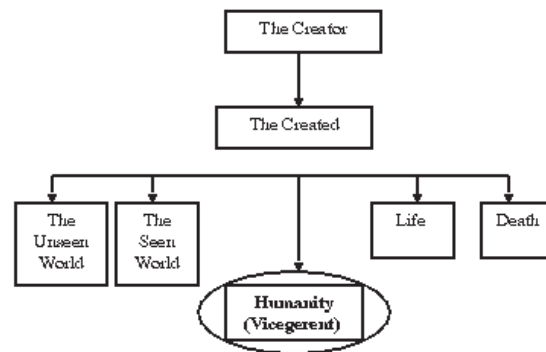 The Creator
The Created
The
Unseen
World
The
Seen
World
Life
Death
Humanity
(Vicegerent)